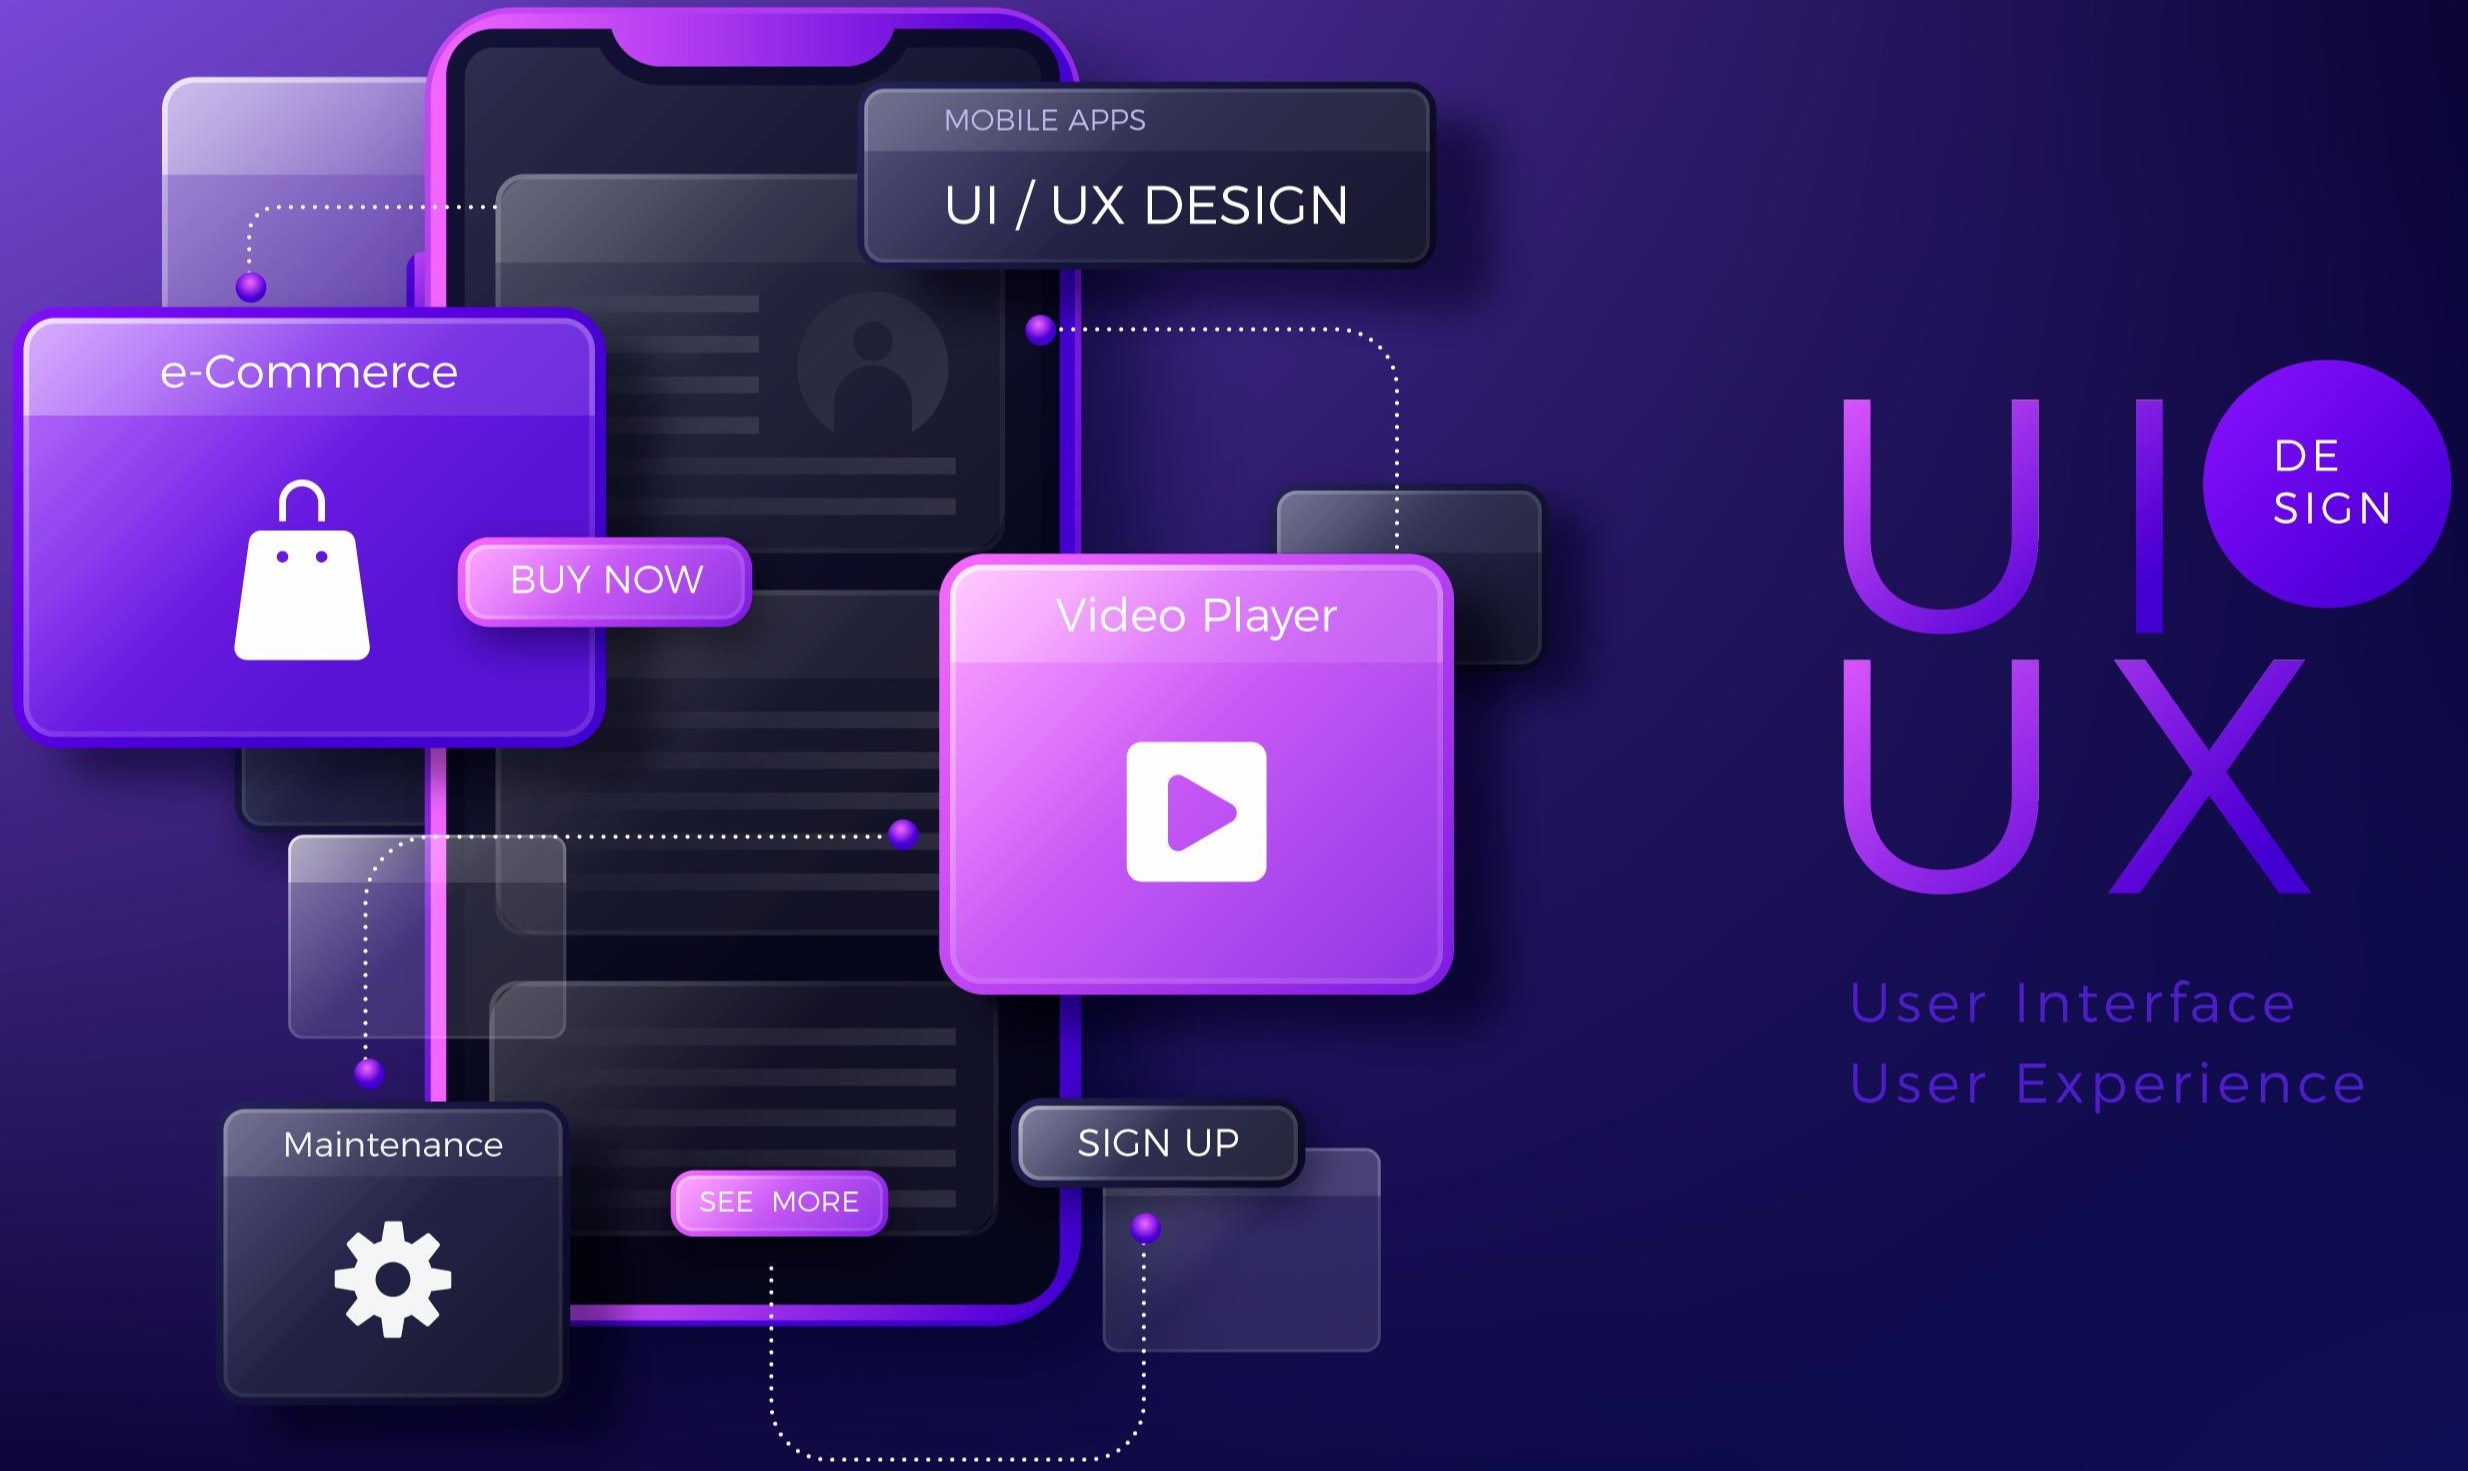 MOBILE APPS
UI / UX DESIGN
e-Commerce
BUY NOW
Video Player
Maintenance
SEE MORE
SIGN UP
UI
DE
SIGN
UX
User Interface
User Experience